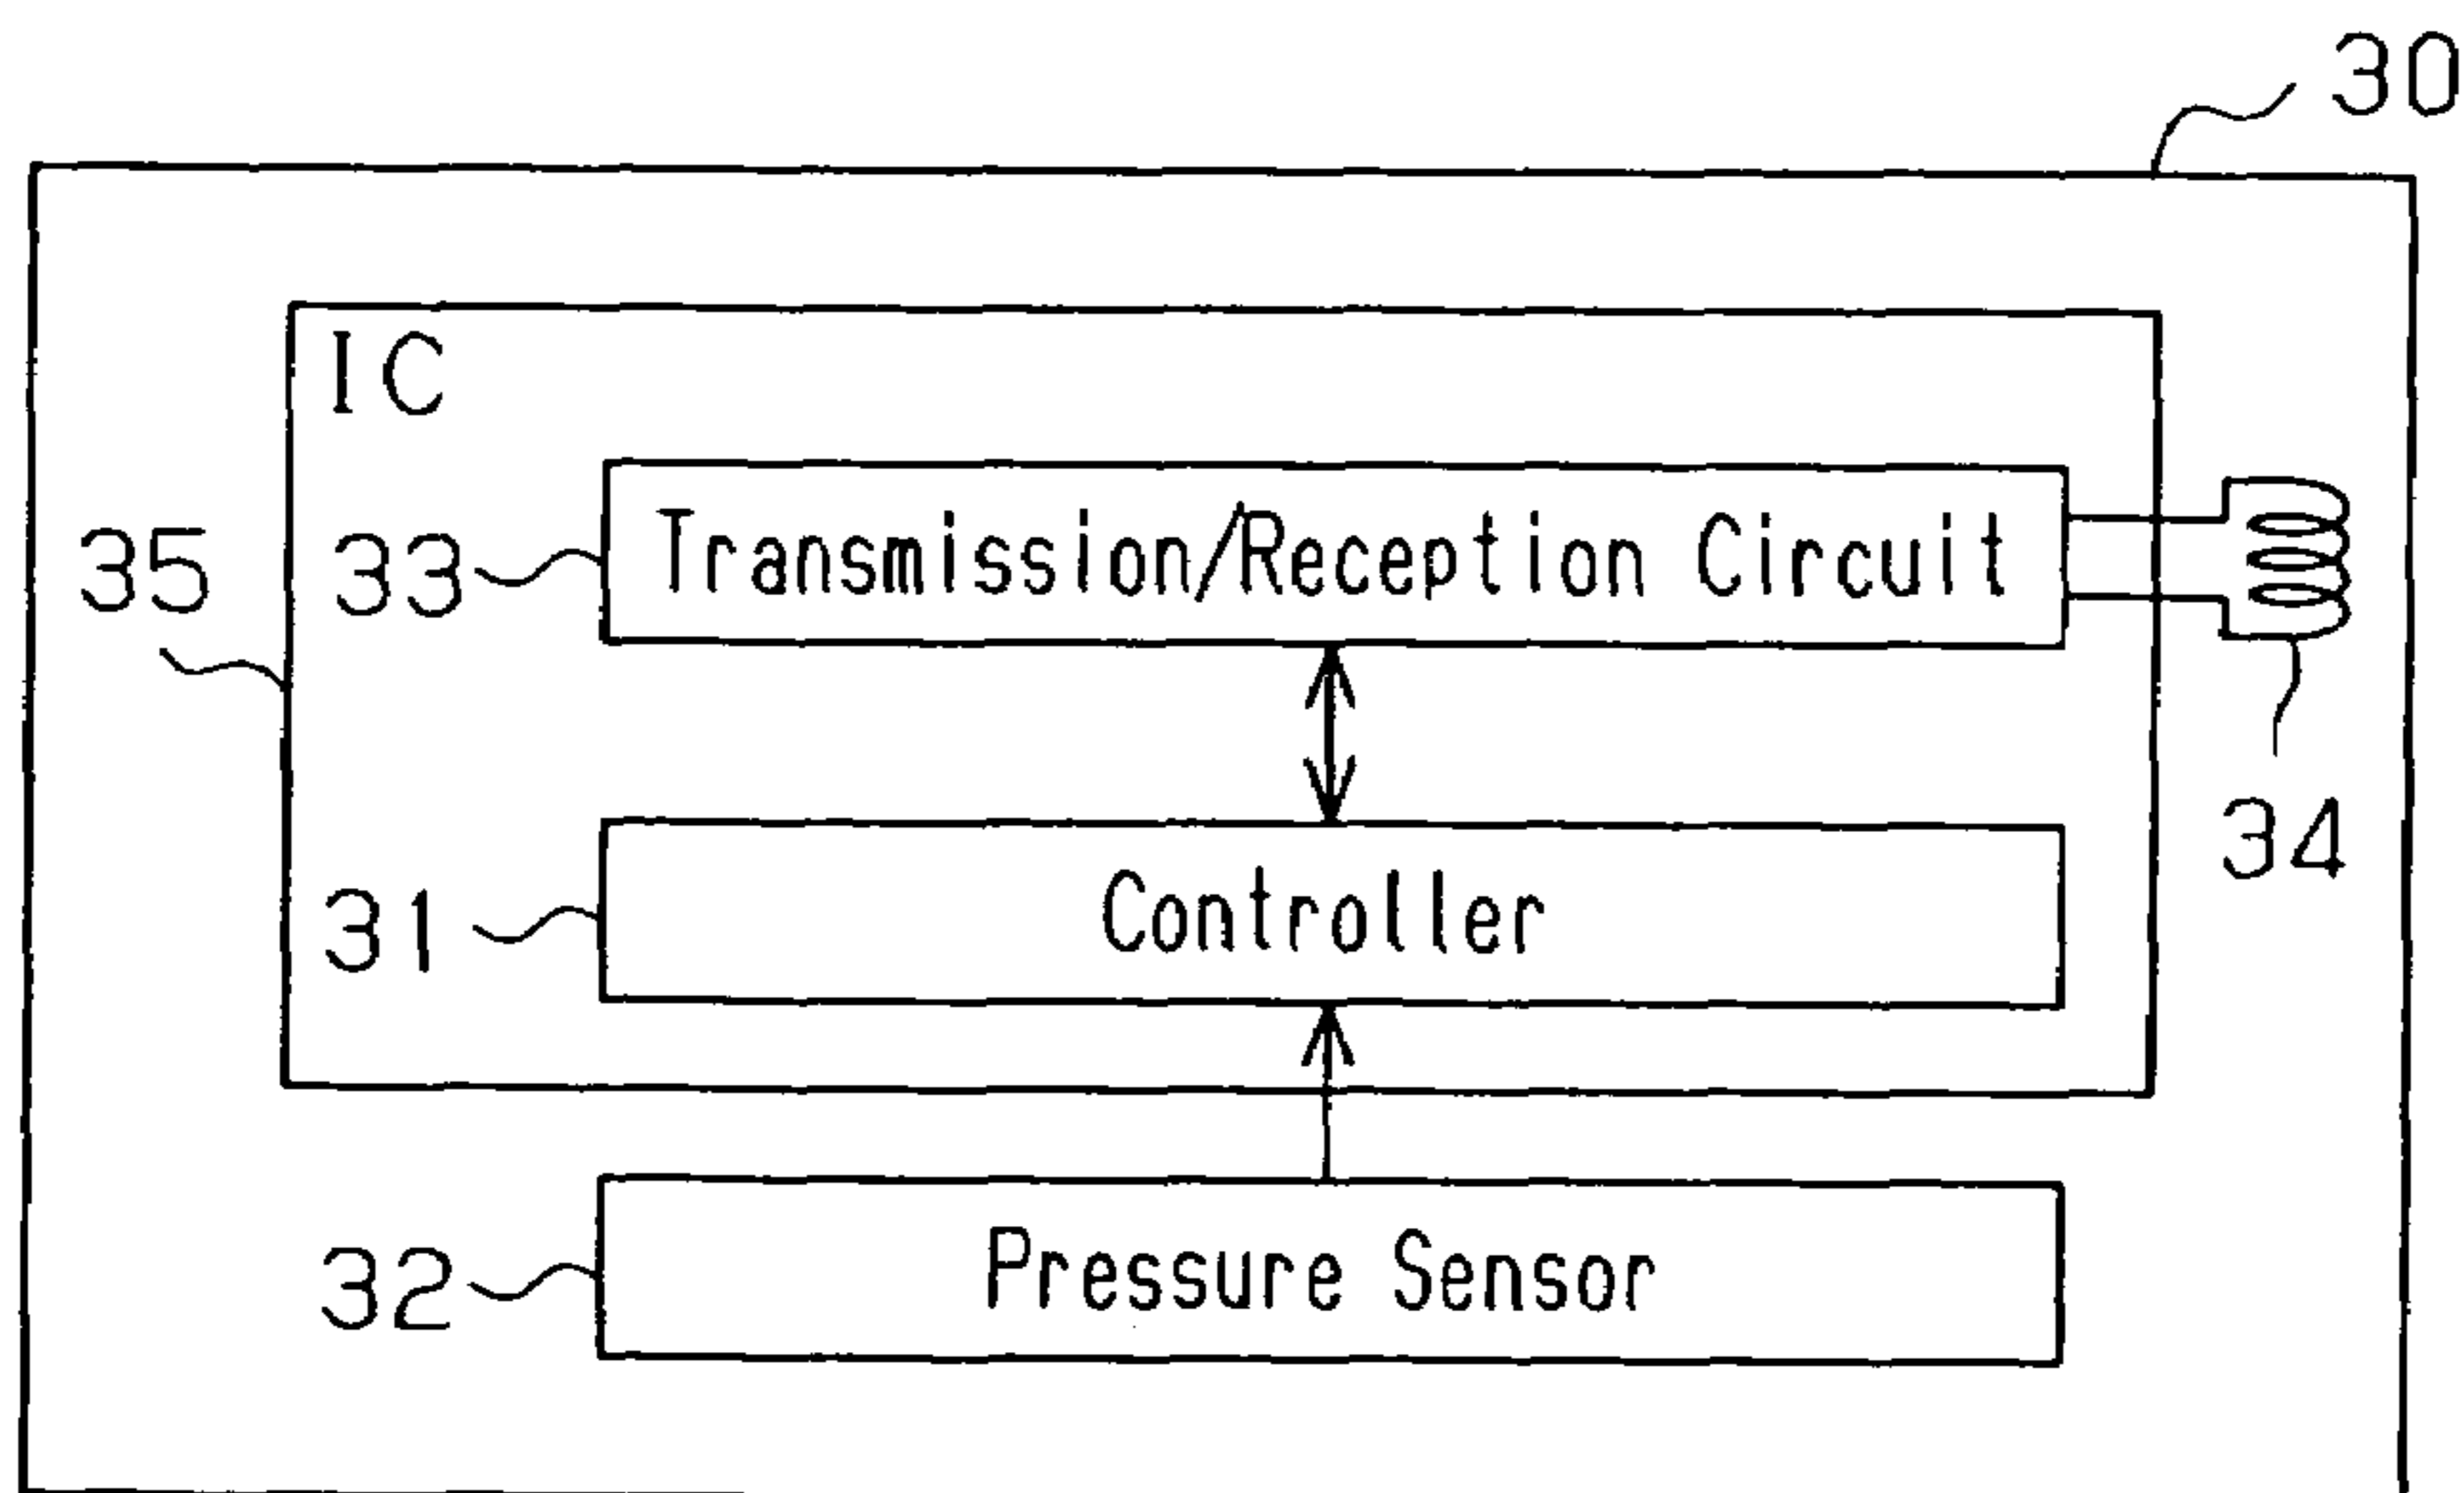 30
IC
35
33
Transmission/Reception Circuit
34
31
Controller
32
Pressure Sensor